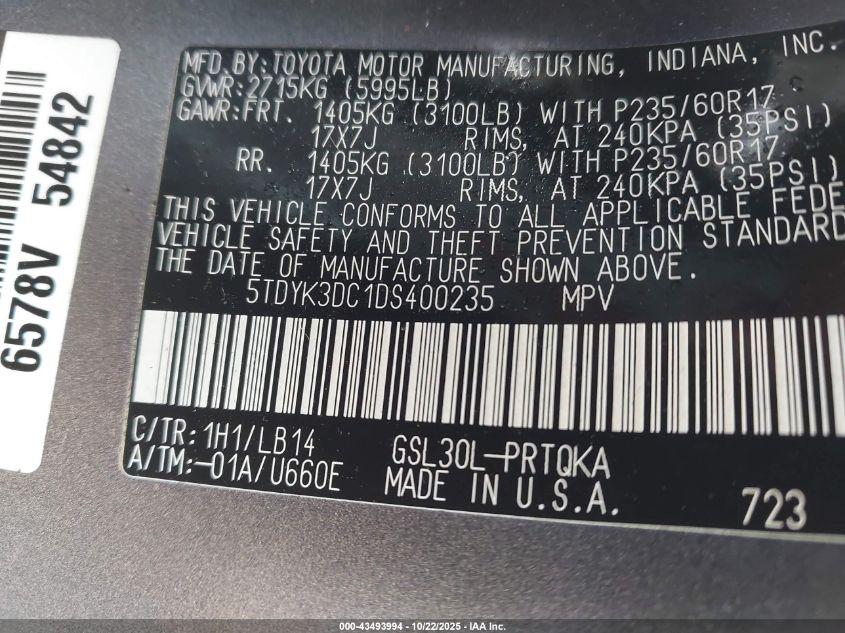 MFD. BY: TOYOTA MOTOR MANUFACTURING, INDIANA, INC.
GVWR: 2715KG (5995LB)
GAWR: FRT. 1405KG (3100LB) WITH P235/60R17
17X7J RIMS, AT 240KPA (35PSI)
RR. 1405KG (3100LB) WITH P235/60R17
17X7J RIMS, AT 240KPA (35PSI)
THIS VEHICLE CONFORMS TO ALL APPLICABLE FEDE
VEHICLE SAFETY AND THEFT PREVENTION STANDARD
THE DATE OF MANUFACTURE SHOWN ABOVE.
5TDYK3DC1DS400235 MPV
C/TR: 1H1/LB14 GSL30L-PRTQKA
A/TM: -01A/U660E MADE IN U.S.A.
723
6578V 54842
000-43493994 - 10/22/2025 - IAA Inc.